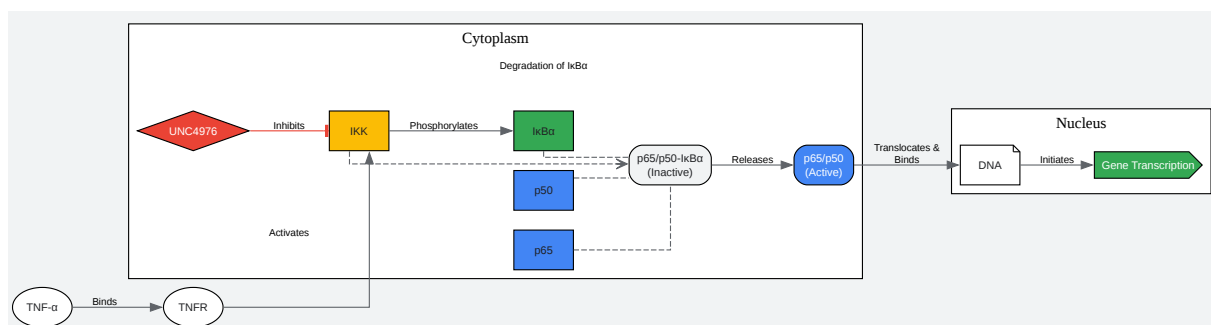 Cytoplasm
Degradation of IκBα
UNC4976
Inhibits
IKK
Phosphorylates
IκBα
p65/p50-IκBα
(Inactive)
Releases
p65/p50
(Active)
Translocates &
Binds
Nucleus
DNA
Initiates
Gene Transcription
p50
p65
Activates
TNF-α
Binds
TNFR